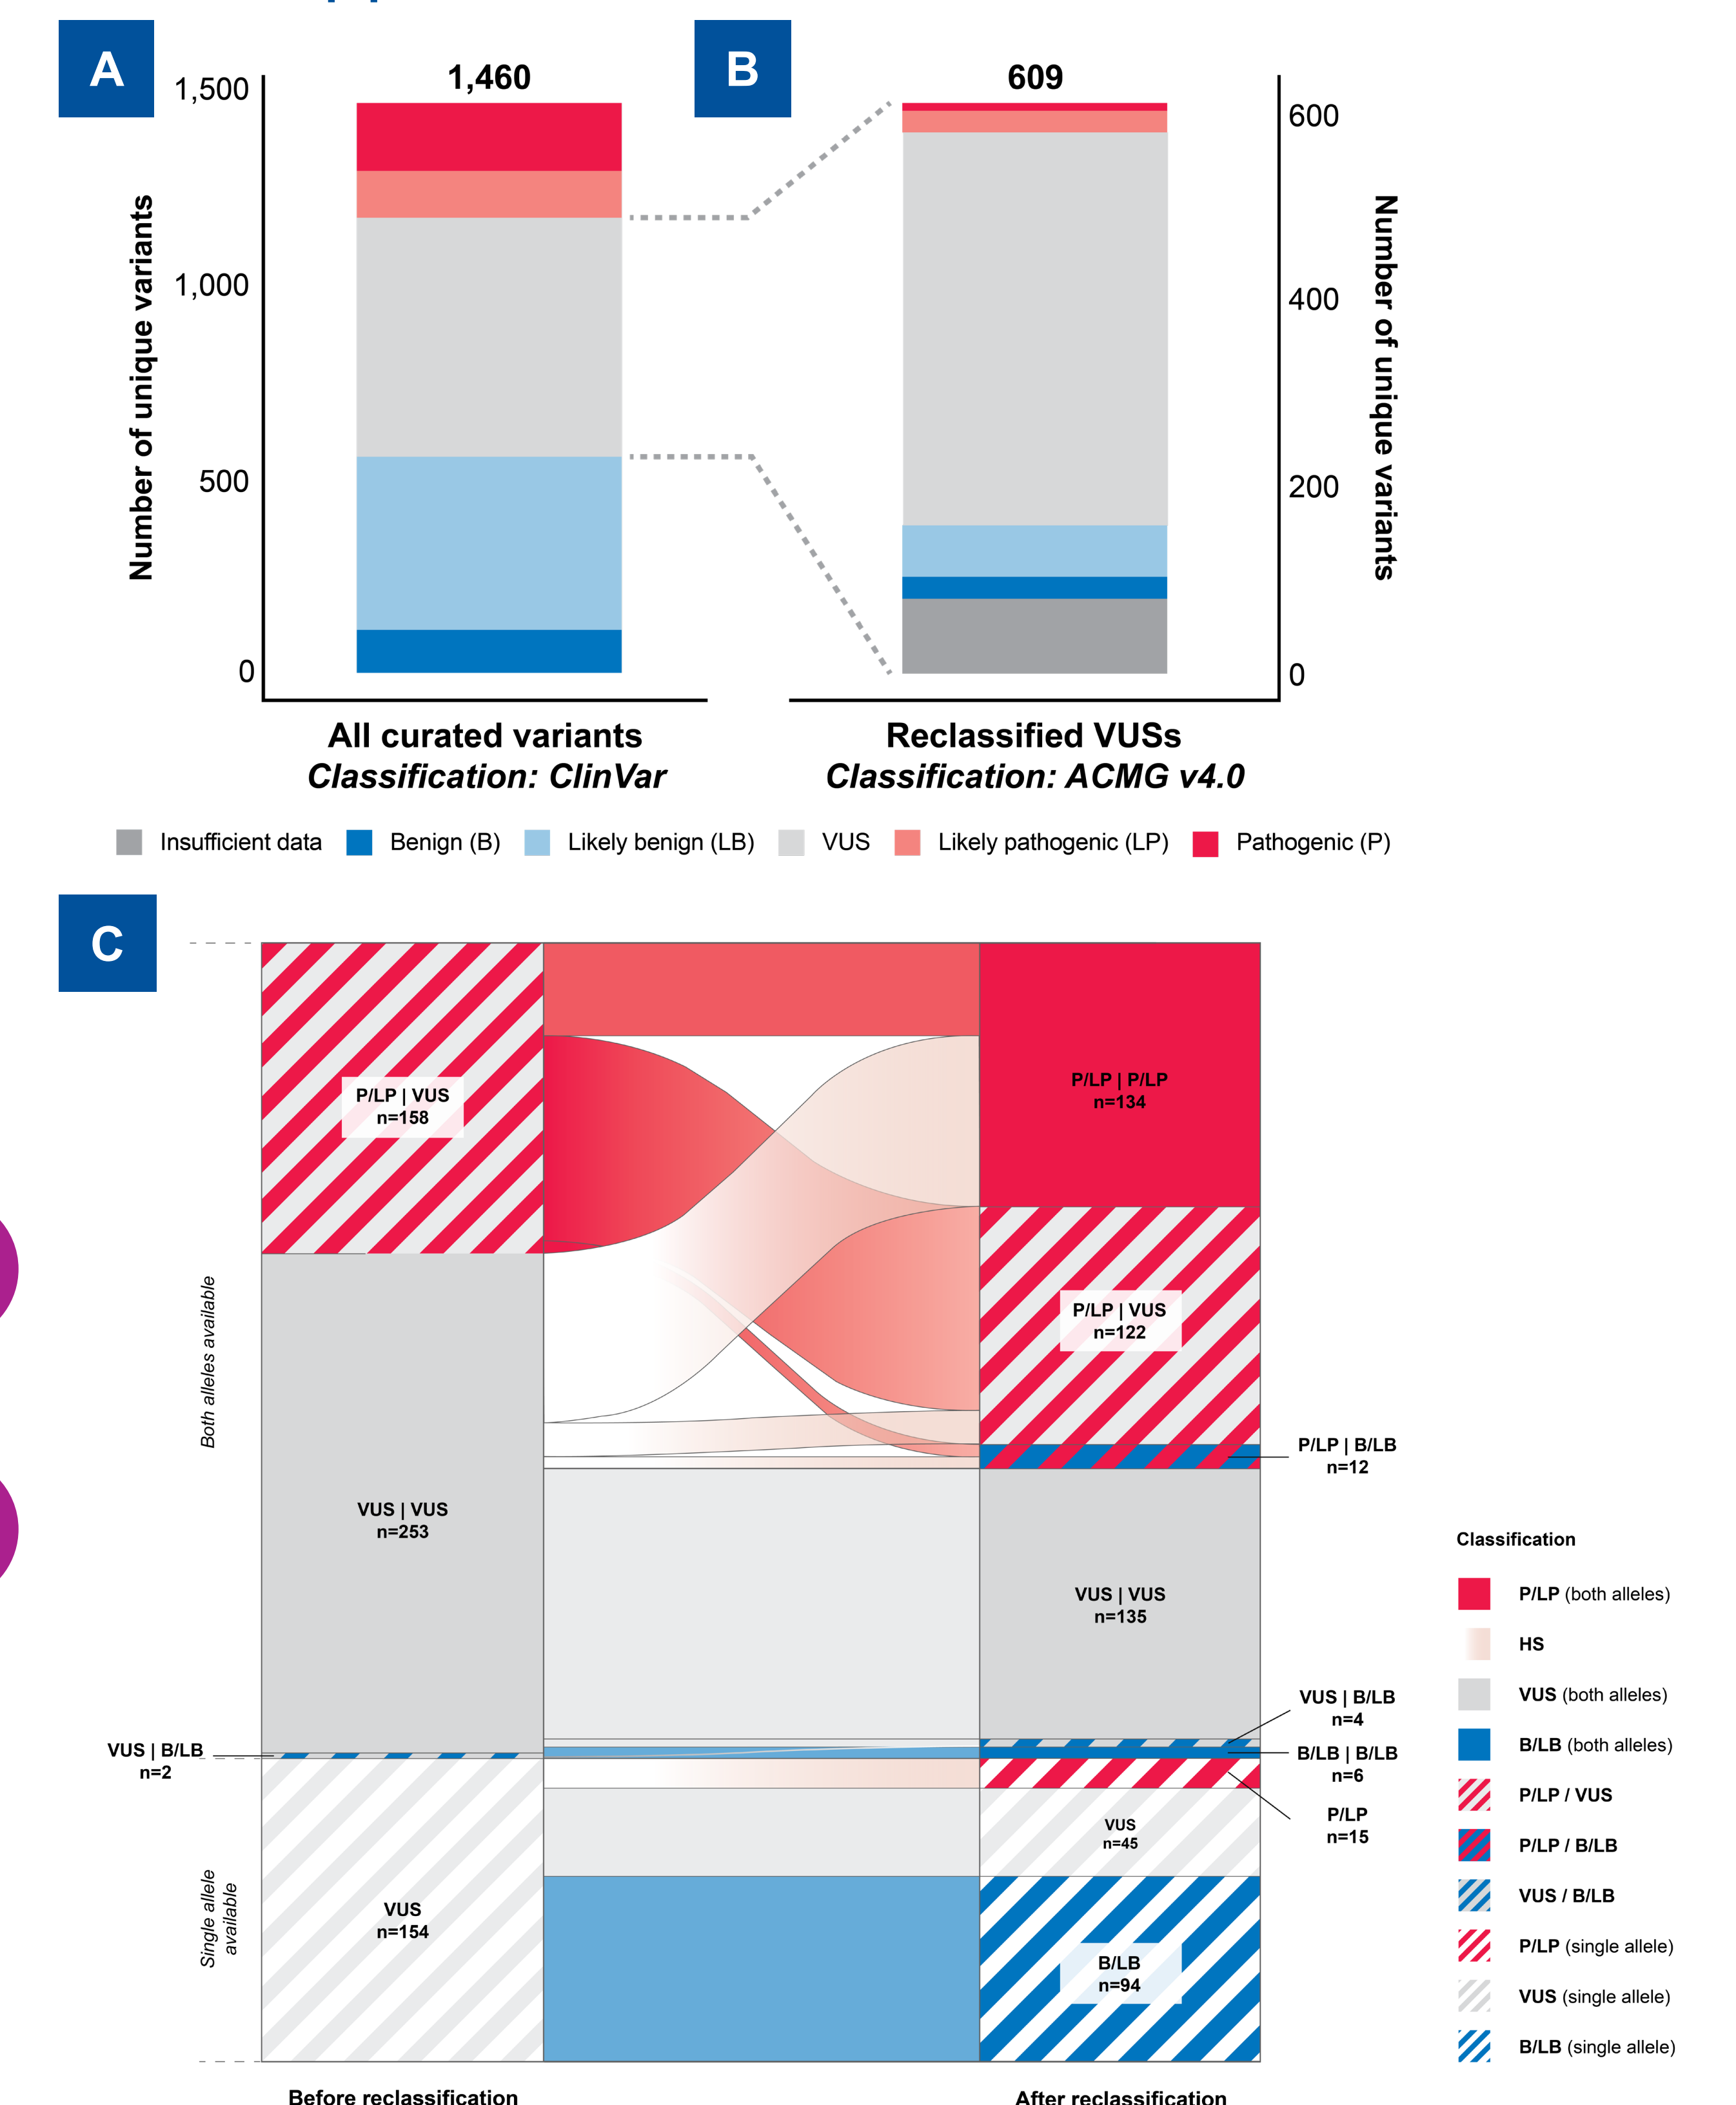 A
B
1,460
609
1,500
1,000
500
0
600
400
200
0
Number of unique variants
Number of unique variants
All curated variants
Classification: ClinVar
Reclassified VUSs
Classification: ACMG v4.0
Insufficient data
Benign (B)
Likely benign (LB)
VUS
Likely pathogenic (LP)
Pathogenic (P)
C
Both alleles available
Single allele
available
P/LP | VUS
n=158
VUS | VUS
n=253
VUS | B/LB
n=2
VUS
n=154
P/LP | P/LP
n=134
P/LP | VUS
n=122
P/LP | B/LB
n=12
VUS | VUS
n=135
VUS | B/LB
n=4
B/LB | B/LB
n=6
P/LP
n=15
VUS
n=45
B/LB
n=94
Before reclassification
After reclassification
Classification
P/LP (both alleles)
HS
VUS (both alleles)
B/LB (both alleles)
P/LP / VUS
P/LP / B/LB
VUS / B/LB
P/LP (single allele)
VUS (single allele)
B/LB (single allele)